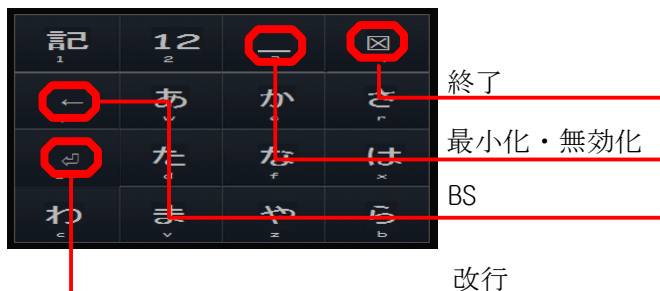 記 12 _ ☒
1 2
← あ か さ
w e r
⏎ た な は
d f x
わ ま や ら
c v z b
終了
最小化・無効化
BS
改行